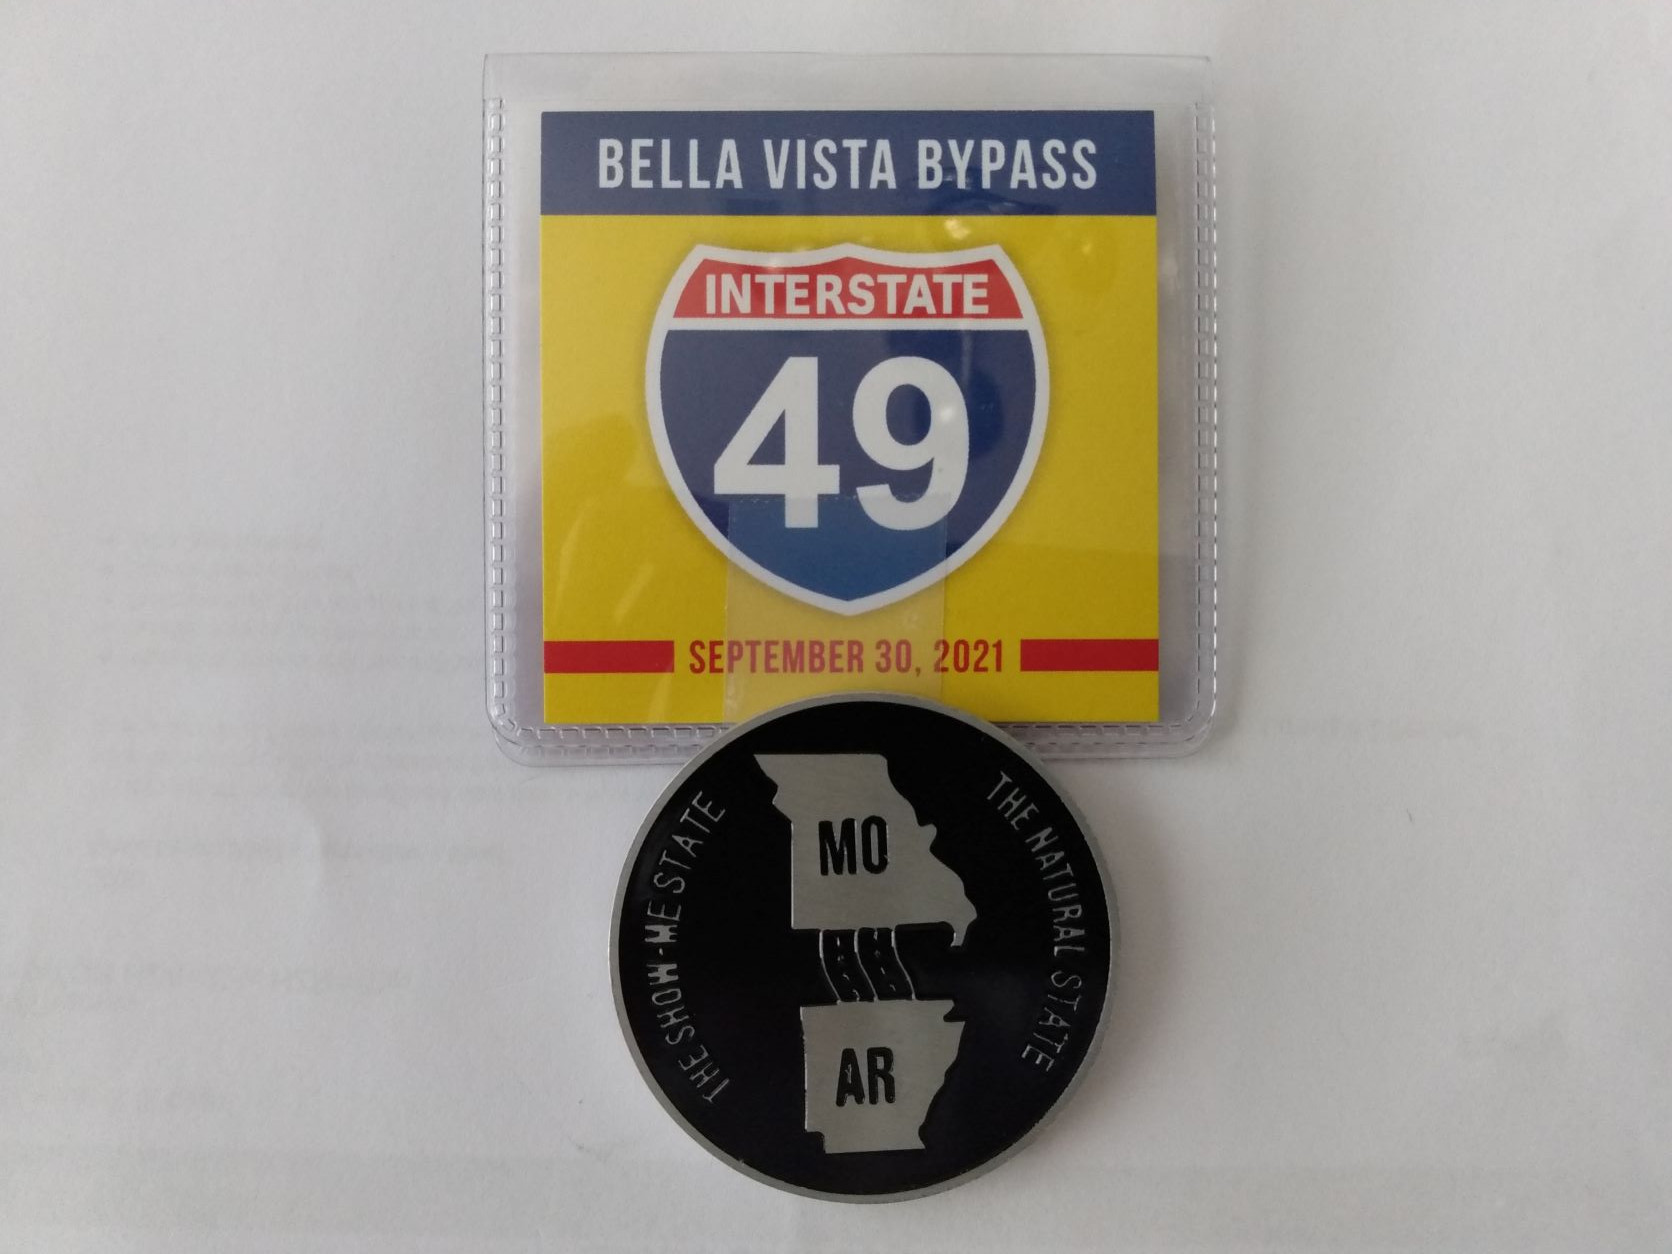 BELLA VISTA BYPASS
INTERSTATE
49
SEPTEMBER 30, 2021
THE SHOW-ME STATE
MO
AR
THE NATURAL STATE